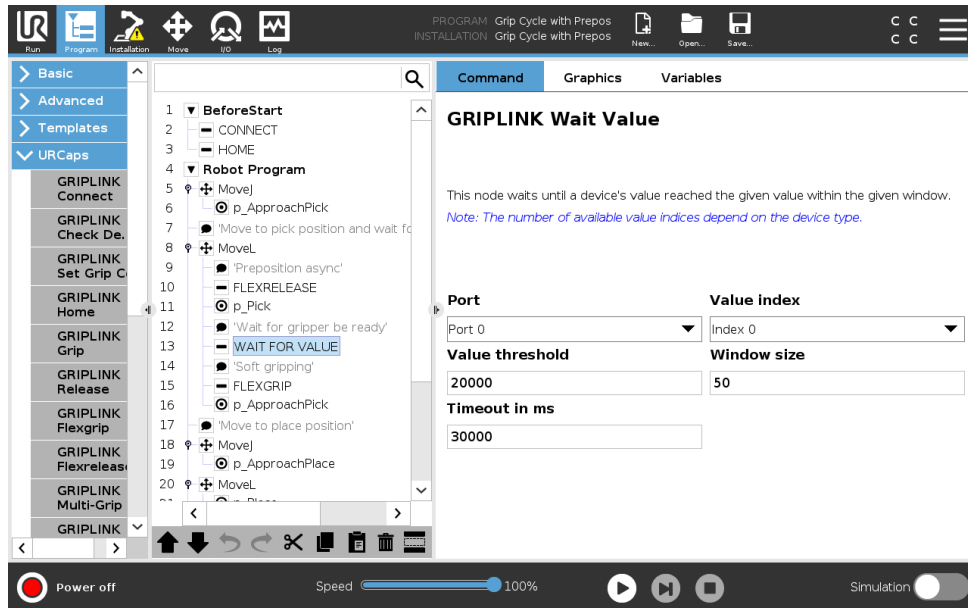 PROGRAM Grip Cycle with Prepos
INSTALLATION Grip Cycle with Prepos
Run Program Installation Move I/O Log New... Open... Save...
C C
C C
Basic
Advanced
Templates
URCaps
GRIPLINK
Connect
GRIPLINK
Check De.
GRIPLINK
Set Grip C
GRIPLINK
Home
GRIPLINK
Grip
GRIPLINK
Release
GRIPLINK
Flexgrip
GRIPLINK
Flexrelease
GRIPLINK
Multi-Grip
GRIPLINK
1 BeforeStart
2 CONNECT
3 HOME
4 Robot Program
5 MoveJ
6 p_ApproachPick
7 'Move to pick position and wait fo
8 MoveL
9 'Preposition async'
10 FLEXRELEASE
11 p_Pick
12 'Wait for gripper be ready'
13 WAIT FOR VALUE
14 'Soft gripping'
15 FLEXGRIP
16 p_ApproachPick
17 'Move to place position'
18 MoveJ
19 p_ApproachPlace
20 MoveL
21 p_Place
Command Graphics Variables
GRIPLINK Wait Value
This node waits until a device's value reached the given value within the given window.
Note: The number of available value indices depend on the device type.
Port Value index
Port 0 Index 0
Value threshold Window size
20000 50
Timeout in ms
30000
Power off Speed 100% Simulation